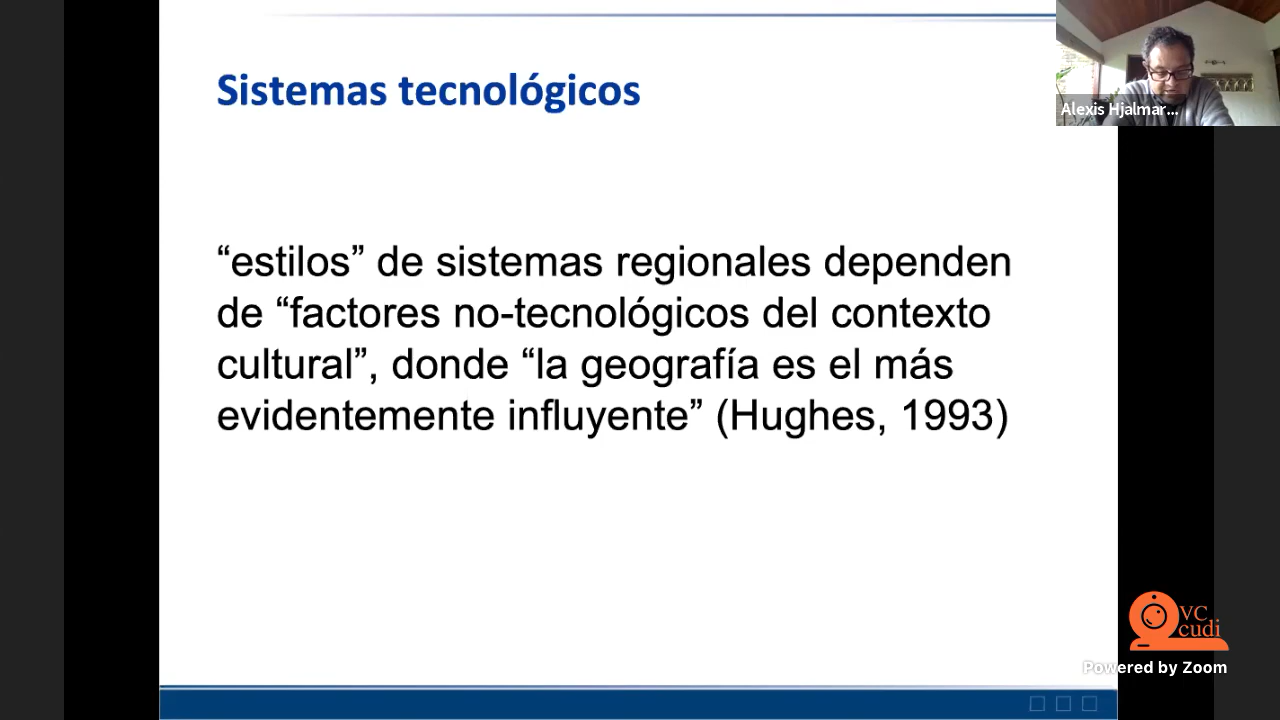 Sistemas tecnológicos
Alexis Hjalmar...
“estilos” de sistemas regionales dependen
de “factores no-tecnológicos del contexto
cultural”, donde “la geografía es el más
evidentemente influyente” (Hughes, 1993)
VC
cudi
Powered by Zoom